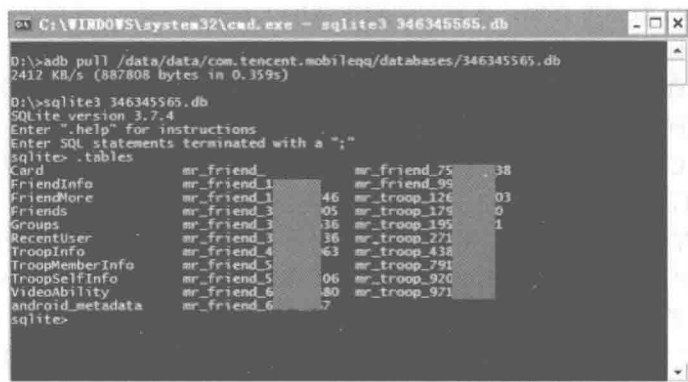 C:\WINDOWS\system32\cmd.exe - sqlite3 346345565.db
D:\>adb pull /data/data/com.tencent.mobileqq/databases/346345565.db
2412 KB/s (887808 bytes in 0.359s)
D:\>sqlite3 346345565.db
SQLite version 3.7.4
Enter ".help" for instructions
Enter SQL statements terminated with a ";"
sqlite> .tables
Card mr_friend_ mr_friend_75 38
FriendInfo mr_friend_1 mr_friend_99
FriendMore mr_friend_1 46 mr_troop_126 03
Friends mr_friend_3 05 mr_troop_179 0
Groups mr_friend_3 636 mr_troop_195 1
RecentUser mr_friend_3 36 mr_troop_271
TroopInfo mr_friend_4 063 mr_troop_438
TroopMemberInfo mr_friend_5 mr_troop_791
TroopSelfInfo mr_friend_5 06 mr_troop_920
VideoAbility mr_friend_6 680 mr_troop_971
android_metadata mr_friend_6 7
sqlite>